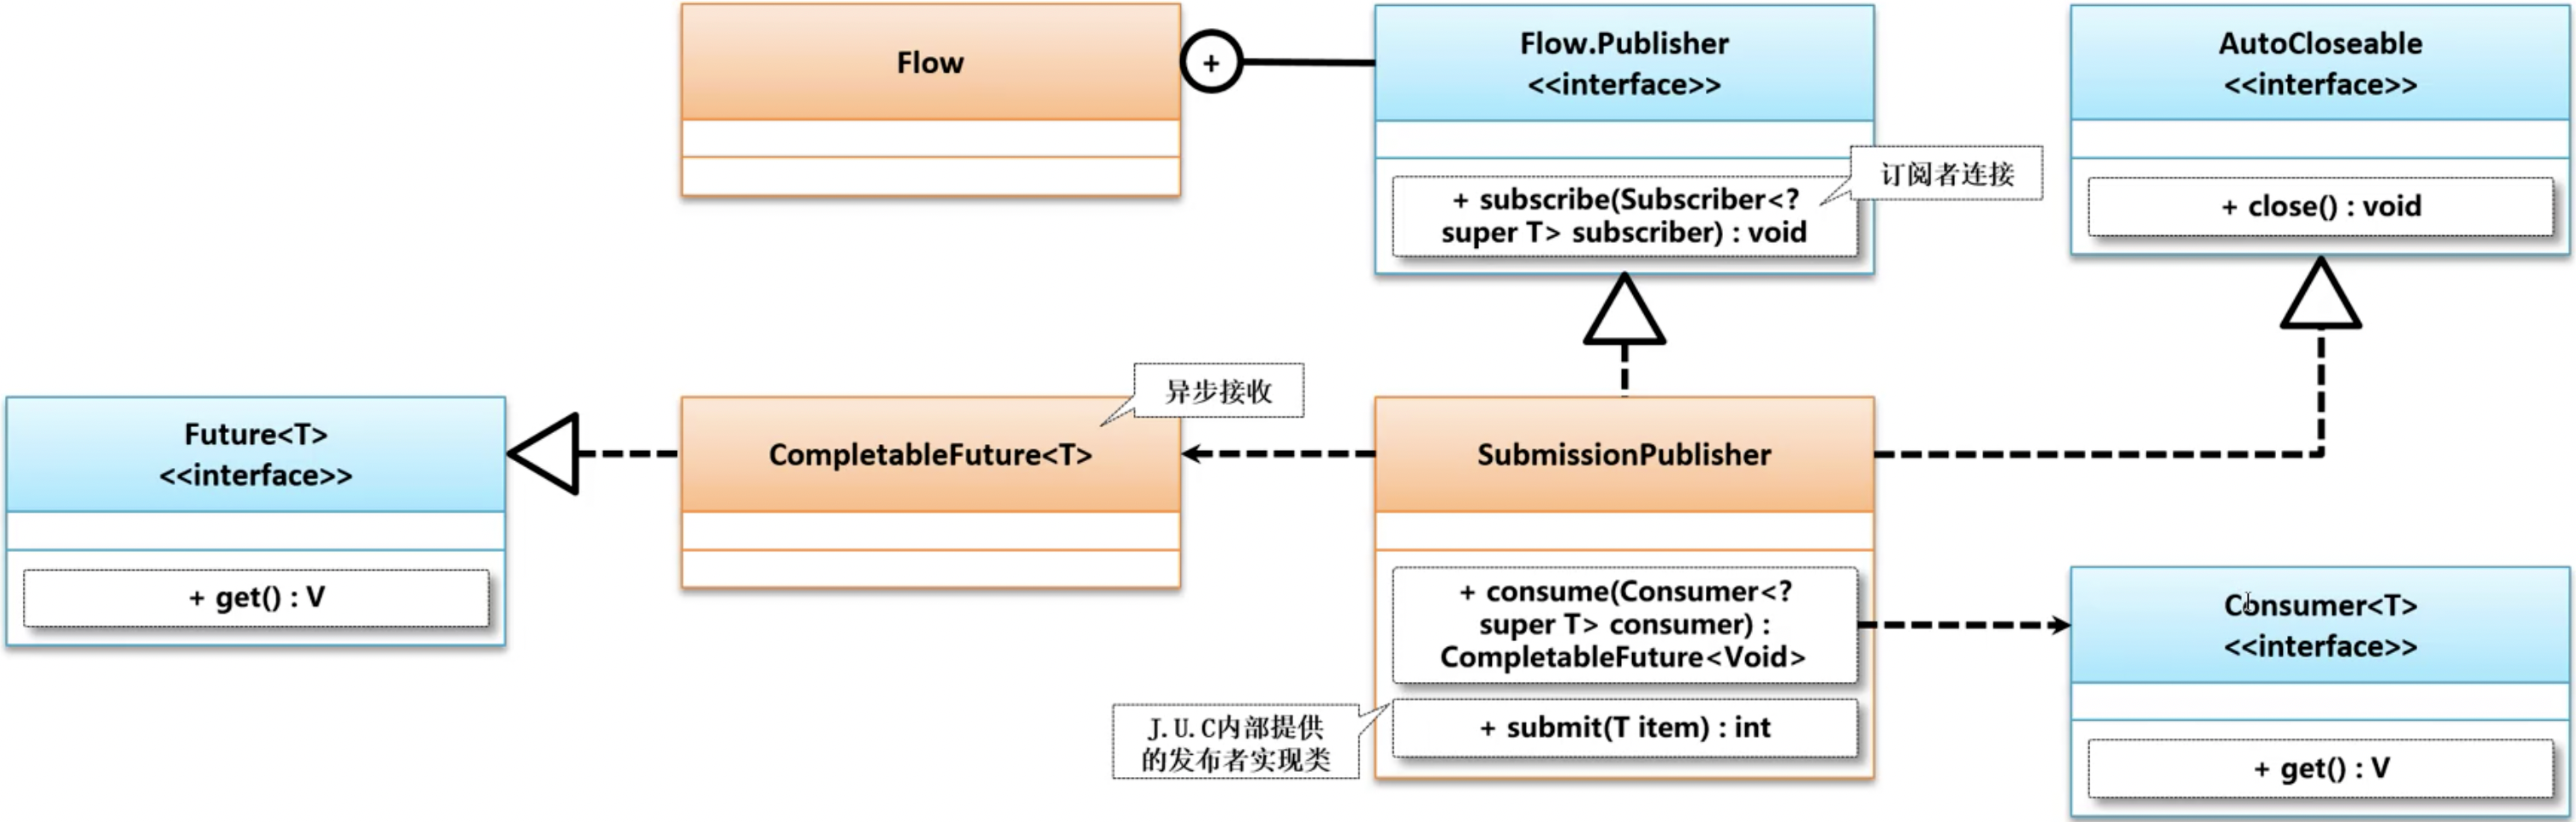 Flow
+
Flow.Publisher
<<interface>>
+ subscribe(Subscriber<?
super T> subscriber) : void
订阅者连接
AutoCloseable
<<interface>>
+ close() : void
Future<T>
<<interface>>
+ get() : V
异步接收
CompletableFuture<T>
SubmissionPublisher
+ consume(Consumer<?
super T> consumer) :
CompletableFuture<Void>
+ submit(T item) : int
J.U.C内部提供
的发布者实现类
Consumer<T>
<<interface>>
+ get() : V